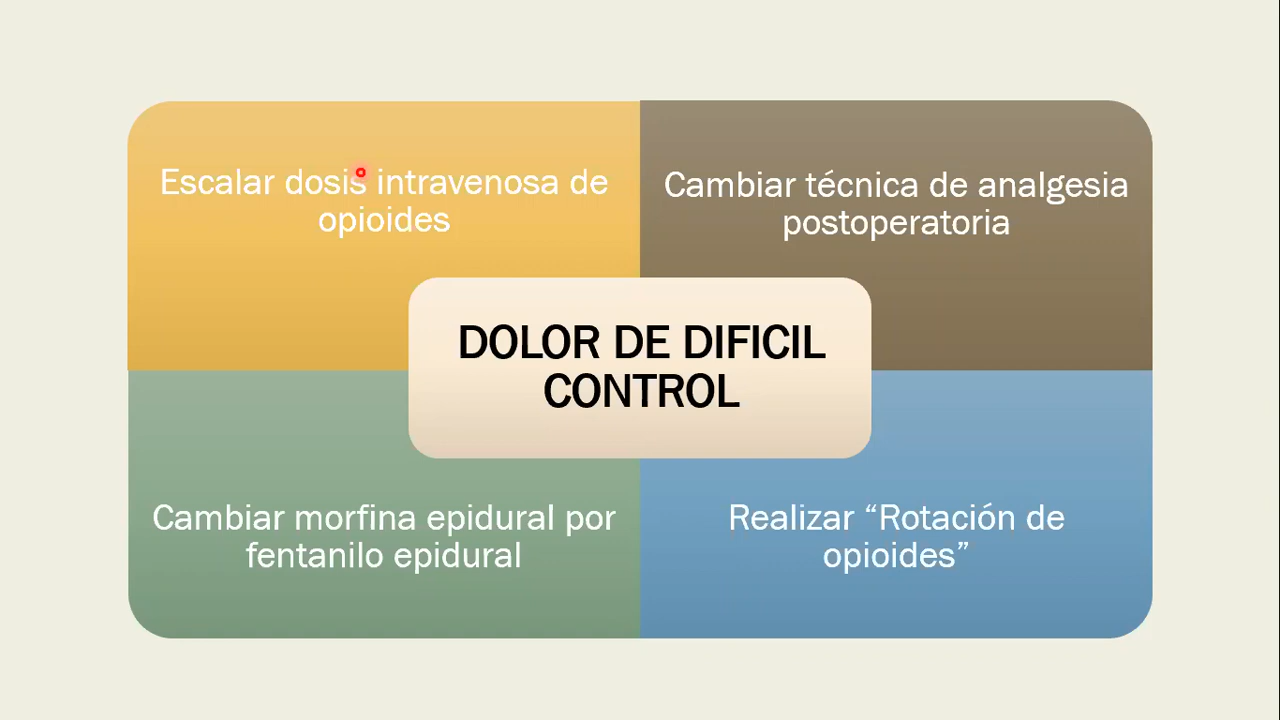 Escalar dosis intravenosa de
opioides
Cambiar técnica de analgesia
postoperatoria
DOLOR DE DIFICIL
CONTROL
Cambiar morfina epidural por
fentanilo epidural
Realizar “Rotación de
opioides”